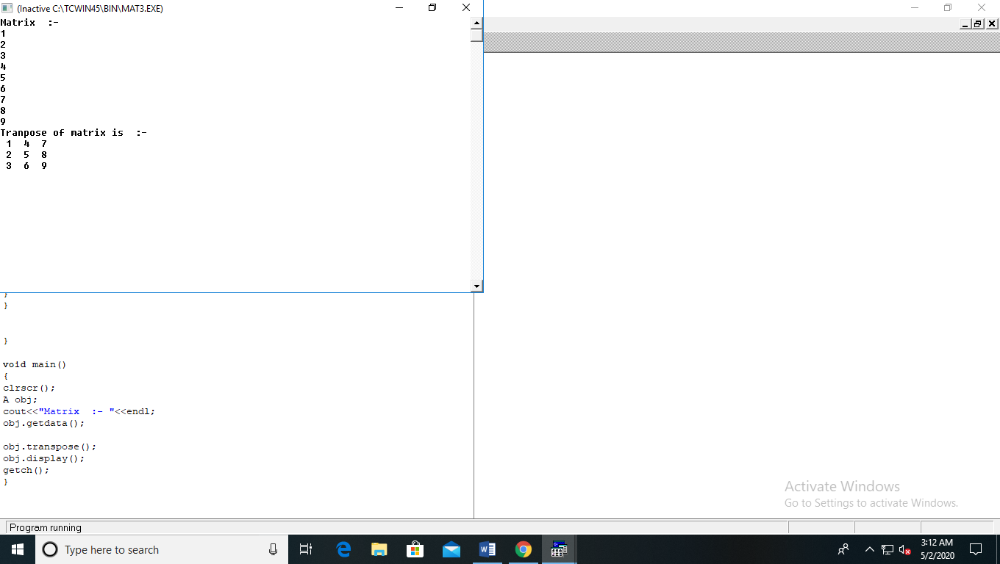 (Inactive C:\TCWIN45\BIN\MAT3.EXE)
Matrix  :-
1
2
3
4
5
6
7
8
9
Tranpose of matrix is  :-
1  4  7
2  5  8
3  6  9
}
}
}
void main()
{
clrscr();
A obj;
cout<<"Matrix  :- "<<endl;
obj.getdata();
obj.transpose();
obj.display();
getch();
}
Activate Windows
Go to Settings to activate Windows.
Program running
Type here to search
3:12 AM
5/2/2020